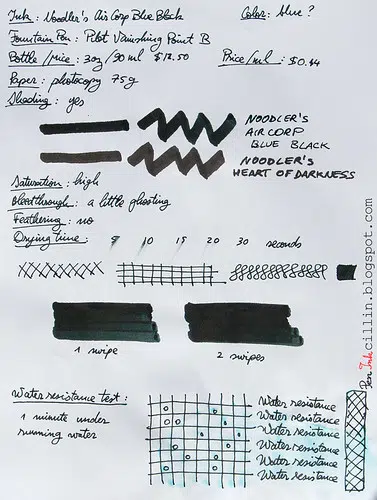 Ink: Noodler's Air Corp Blue Black Color: blue?
Fountain Pen: Pilot Vanishing Point B
Bottle / Price: 3oz / 90 ml $12.50 Price/ml: $0.14
Paper: photocopy 75g
Shading: yes
NOODLER'S
AIR CORP
BLUE BLACK
NOODLER'S
HEART OF DARKNESS
Saturation: high
Bleedthrough: a little ghosting
Feathering: no
Drying time: 5 10 15 20 30 seconds
1 swipe 2 swipes
Water resistance test:
1 minute under
running water
Water resistance
Water resistance
Water resistance
Water resistance
Water resistance
Water resistance
Pen Ink cillin.blogspot.com